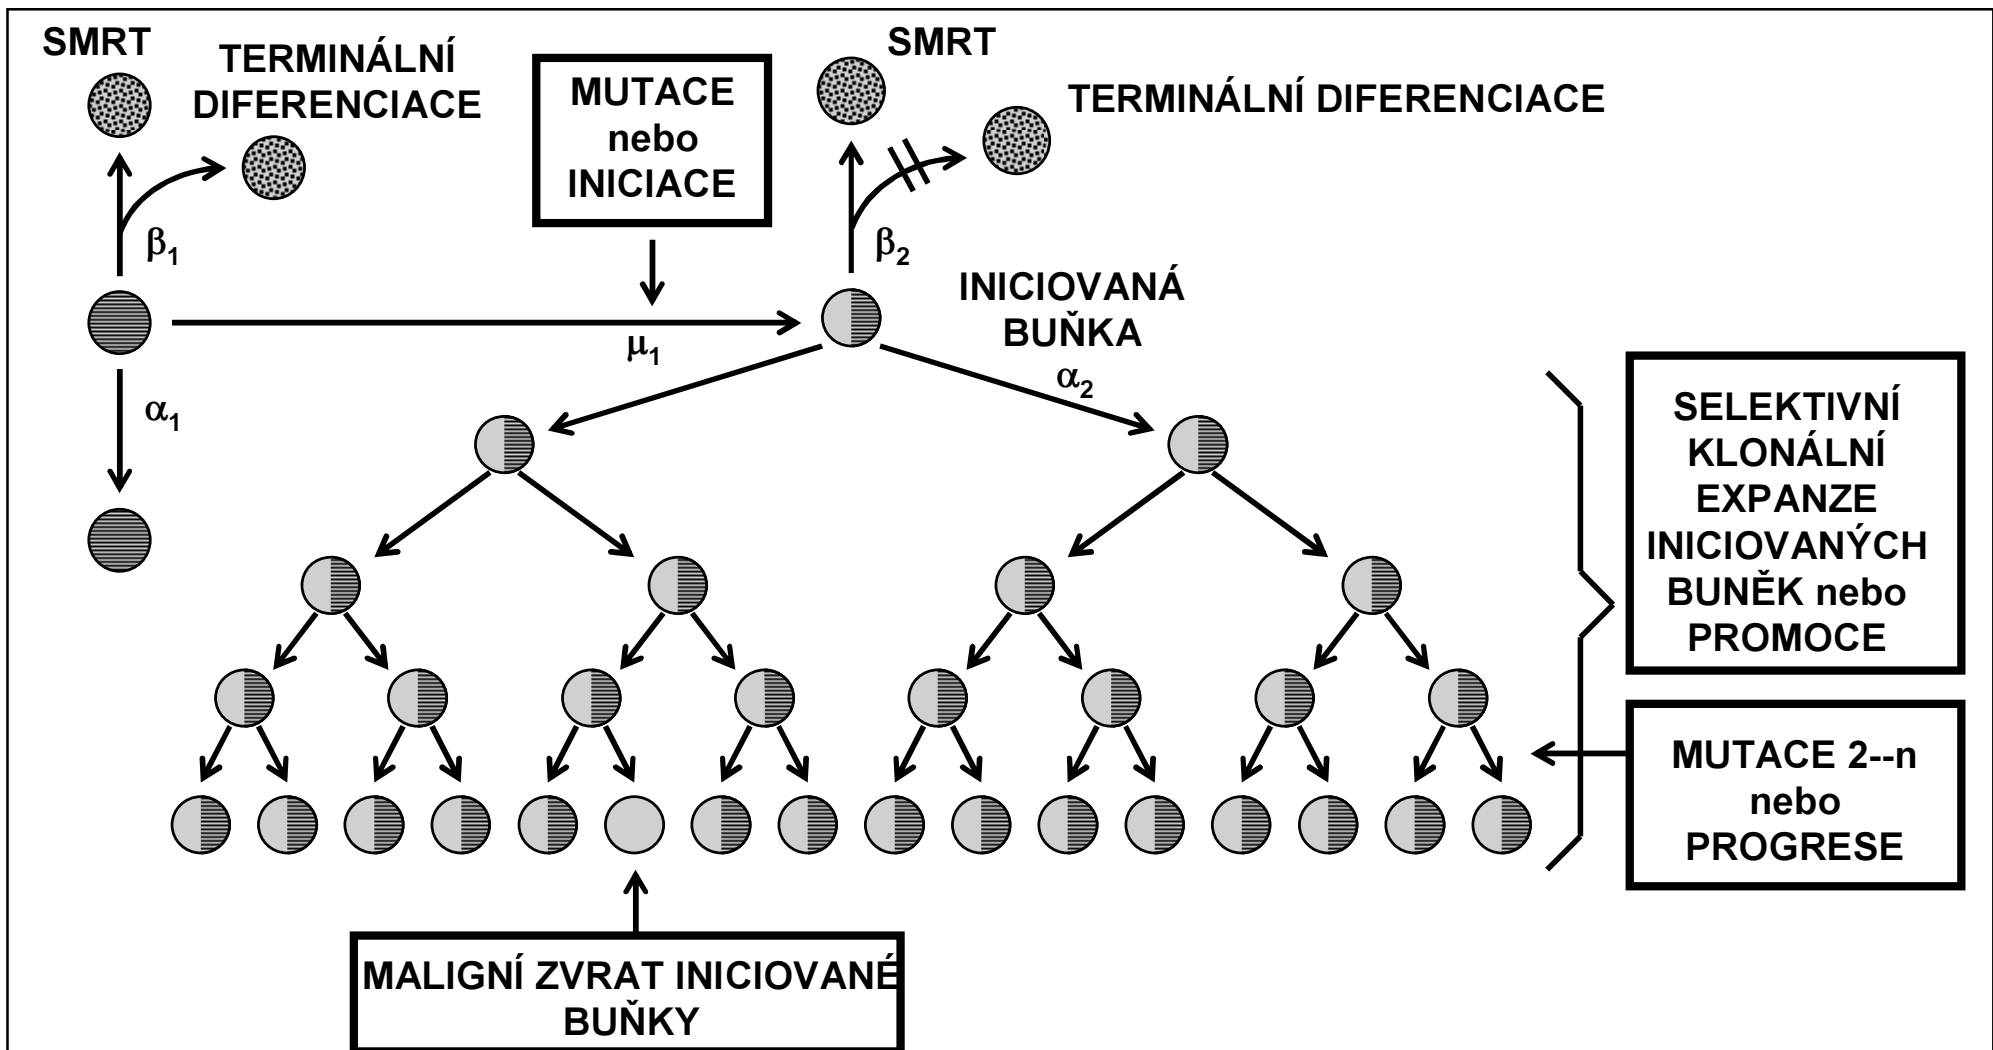 SMRT
TERMINÁLNÍ
DIFERENCIACE
MUTACE
nebo
INICIACE
SMRT
TERMINÁLNÍ DIFERENCIACE
β1
β2
INICIOVANÁ
BUŇKA
μ1
α2
α1
SELEKTIVNÍ
KLONÁLNÍ
EXPANZE
INICIOVANÝCH
BUNĚK nebo
PROMOCE
MUTACE 2--n
nebo
PROGRESE
MALIGNÍ ZVRAT INICIOVANÉ
BUŇKY